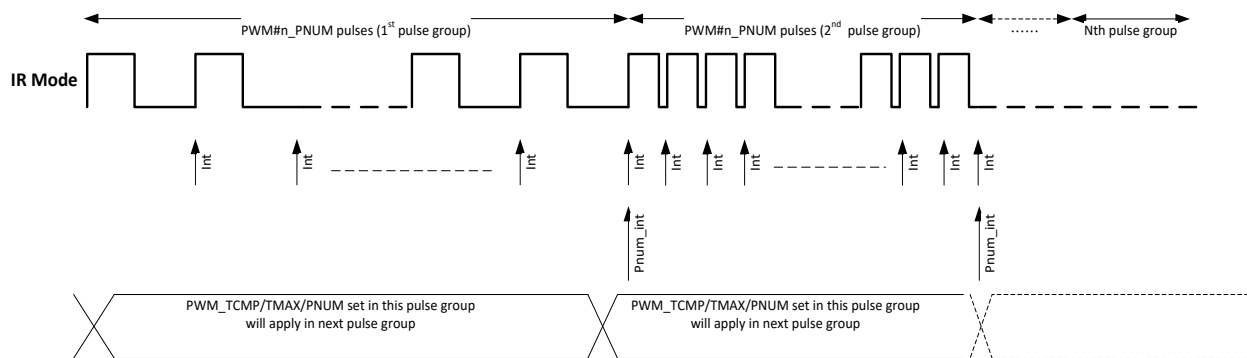 PWM#n_PNUM pulses (1st pulse group)
PWM#n_PNUM pulses (2nd pulse group)
......
Nth pulse group
IR Mode
Int
Int
Int
Int
Int
Int
Int
Int
Int
Int
Pnum_int
Pnum_int
PWM_TCMP/TMAX/PNUM set in this pulse group
will apply in next pulse group
PWM_TCMP/TMAX/PNUM set in this pulse group
will apply in next pulse group